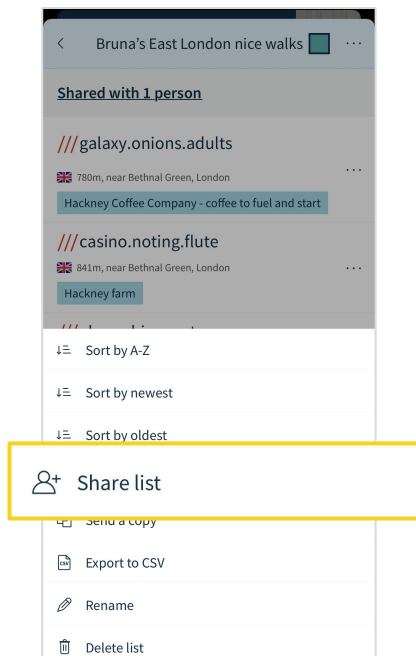 Bruna's East London nice walks
Shared with 1 person
///galaxy.onions.adults
780m, near Bethnal Green, London
Hackney Coffee Company - coffee to fuel and start
///casino.noting.flute
841m, near Bethnal Green, London
Hackney farm
Sort by A-Z
Sort by newest
Sort by oldest
Share list
Send a copy
CSV
Export to CSV
Rename
Delete list